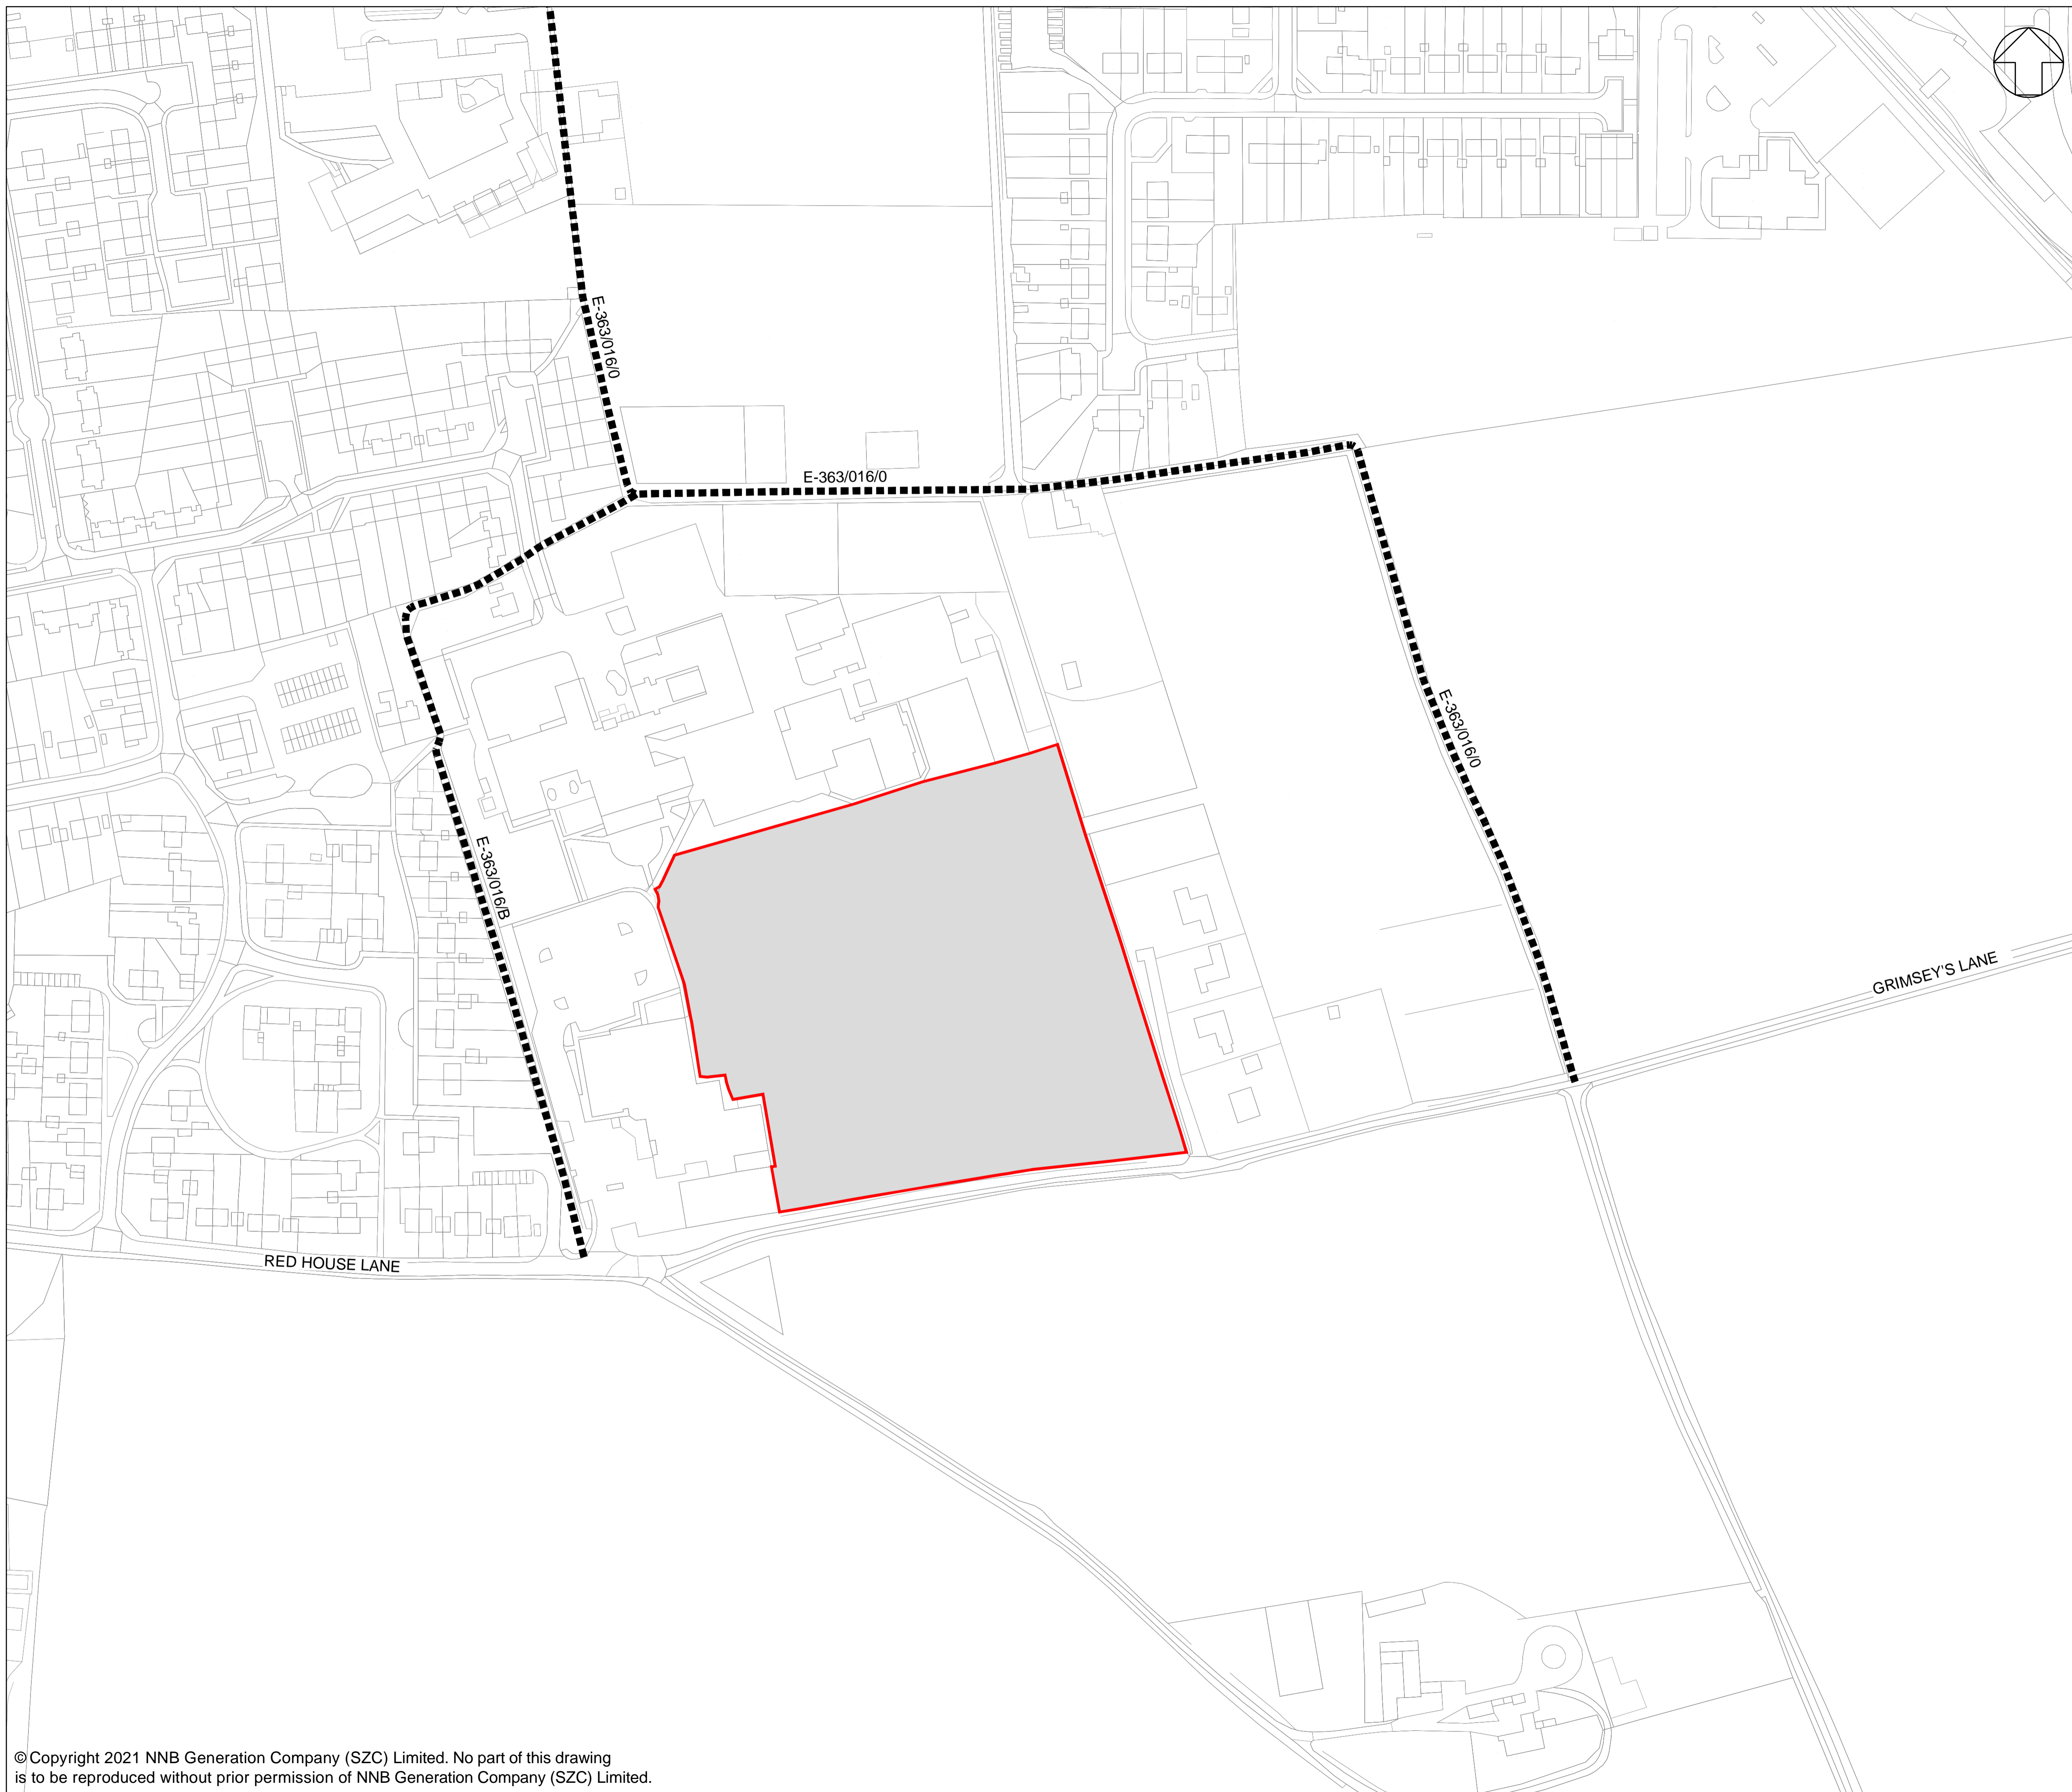 E-363/016/0
E-363/016/0
E-363/016/0
E-363/016/B
GRIMSEY'S LANE
RED HOUSE LANE
© Copyright 2021 NNB Generation Company (SZC) Limited. No part of this drawing
is to be reproduced without prior permission of NNB Generation Company (SZC) Limited.